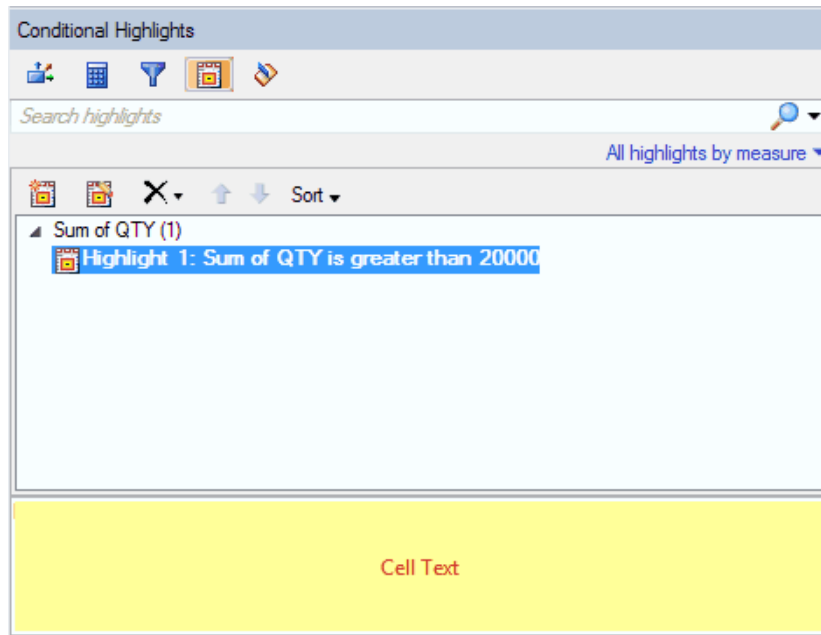 Conditional Highlights
Search highlights
All highlights by measure
Sort
Sum of QTY (1)
Highlight 1: Sum of QTY is greater than 20000
Cell Text